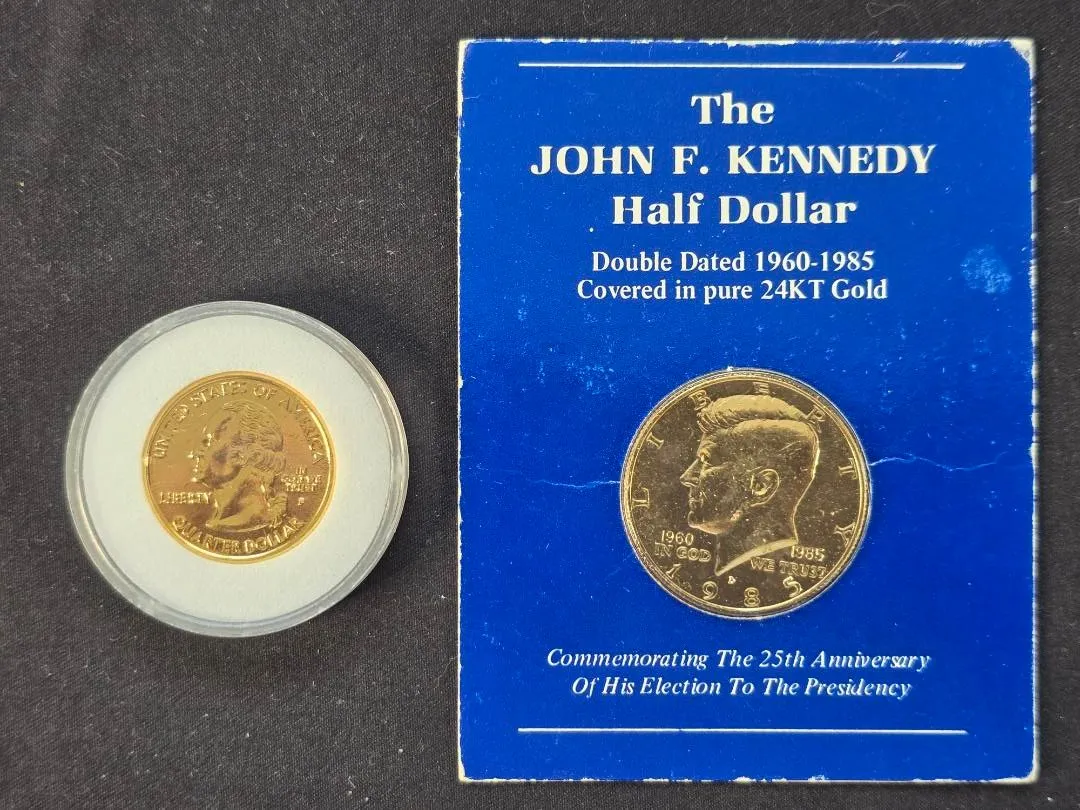 The
JOHN F. KENNEDY
Half Dollar
Double Dated 1960-1985
Covered in pure 24KT Gold
LIBERTY
1960
IN GOD
1985
WE TRUST
D
1985
Commemorating The 25th Anniversary
Of His Election To The Presidency
UNITED STATES OF AMERICA
LIBERTY
IN
GOD WE
TRUST
P
QUARTER DOLLAR